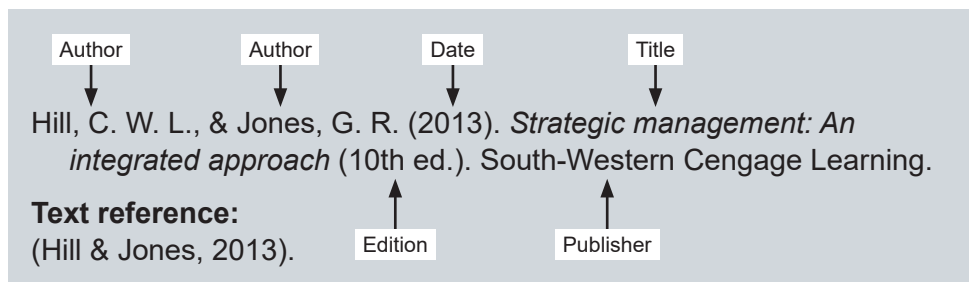 Author Author Date Title
Hill, C. W. L., & Jones, G. R. (2013). Strategic management: An
integrated approach (10th ed.). South-Western Cengage Learning.
Text reference:
(Hill & Jones, 2013).
Edition Publisher